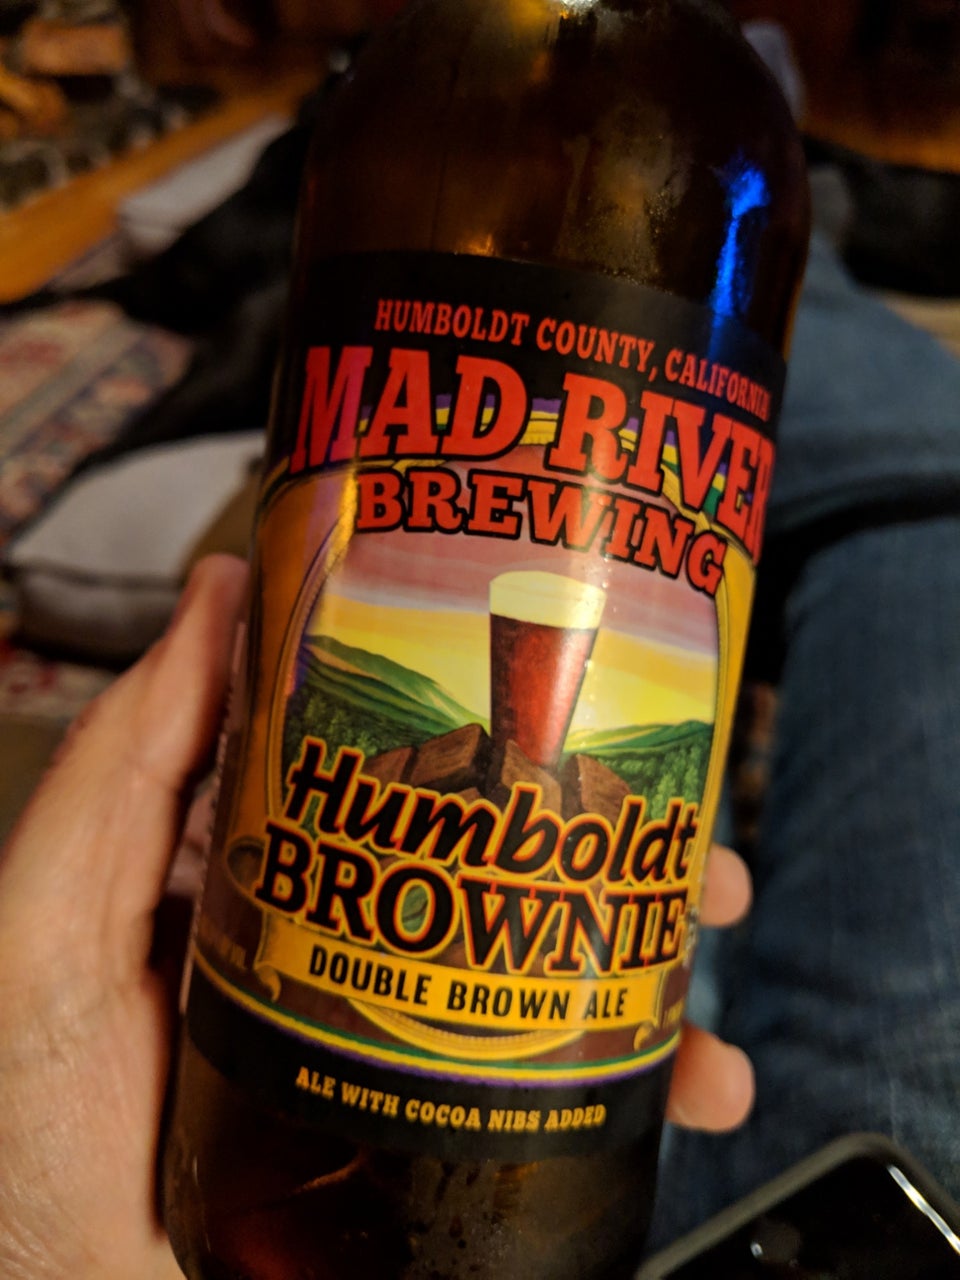 HUMBOLDT COUNTY, CALIFORNIA
MAD RIVER
BREWING
Humboldt
BROWNIE
DOUBLE BROWN ALE
ALE WITH COCOA NIBS ADDED